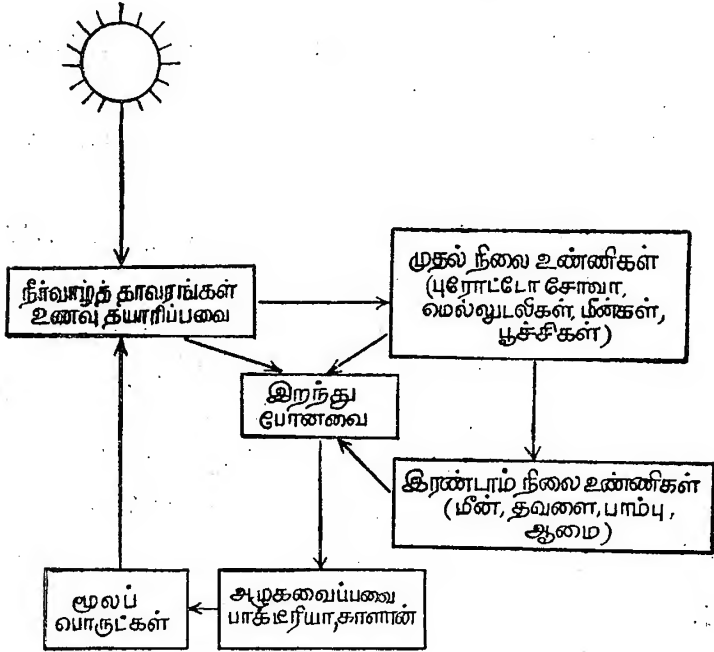 நீர்வாழ்த் தாவரங்கள்
உணவு தயாரிப்பவை
முதல் நிலை உண்ணிகள்
(புரோட்டோ சோவா,
மெல்லுடலிகள், மீன்கள்,
பூச்சிகள்)
இறந்து
போனவை
இரண்டாம் நிலை உண்ணிகள்
(மீன், தவளை, பாம்பு,
ஆமை)
மூலப்
பொருட்கள்
அழுகவைப்பவை
பாக்டீரியா, காளான்